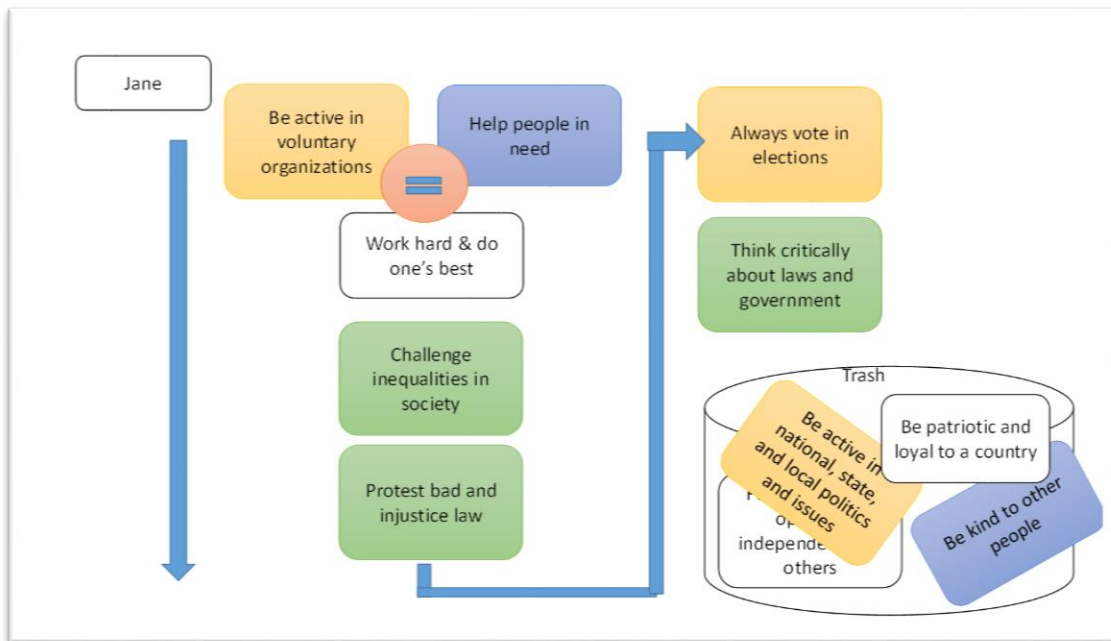 Jane
Be active in
voluntary
organizations
Help people in
need
=
Work hard & do
one's best
Challenge
inequalities in
society
Protest bad and
injustice law
Always vote in
elections
Think critically
about laws and
government
Trash
Be active in
national, state,
and local politics
and issues
Be patriotic and
loyal to a country
Be kind to other
people
others